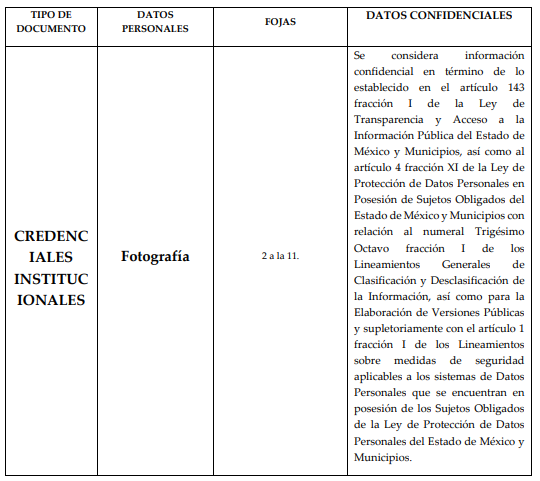 TIPO DE
DOCUMENTO
DATOS
PERSONALES
FOJAS
DATOS CONFIDENCIALES
CREDENC
IALES
INSTITUC
IONALES
Fotografía
2 a la 11.
Se considera información
confidencial en término de lo
establecido en el artículo 143
fracción I de la Ley de
Transparencia y Acceso a la
Información Pública del Estado de
México y Municipios, así como al
artículo 4 fracción XI de la Ley de
Protección de Datos Personales en
Posesión de Sujetos Obligados del
Estado de México y Municipios con
relación al numeral Trigésimo
Octavo fracción I de los
Lineamientos Generales de
Clasificación y Desclasificación de
la Información, así como para la
Elaboración de Versiones Públicas
y supletoriamente con el artículo 1
fracción I de los Lineamientos
sobre medidas de seguridad
aplicables a los sistemas de Datos
Personales que se encuentran en
posesión de los Sujetos Obligados
de la Ley de Protección de Datos
Personales del Estado de México y
Municipios.